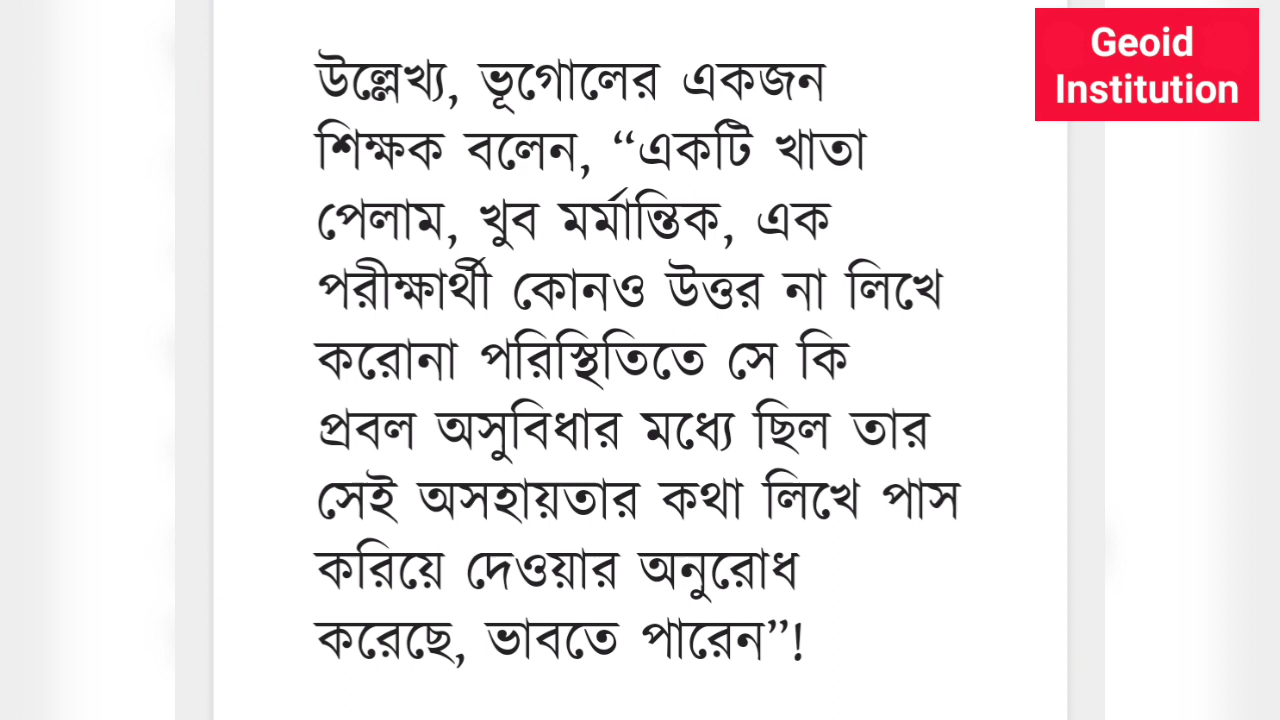 Geoid
Institution
উল্লেখ্য, ভূগোলের একজন
শিক্ষক বলেন, “একটি খাতা
পেলাম, খুব মর্মান্তিক, এক
পরীক্ষার্থী কোনও উত্তর না লিখে
করোনা পরিস্থিতিতে সে কি
প্রবল অসুবিধার মধ্যে ছিল তার
সেই অসহায়তার কথা লিখে পাস
করিয়ে দেওয়ার অনুরোধ
করেছে, ভাবতে পারেন”!